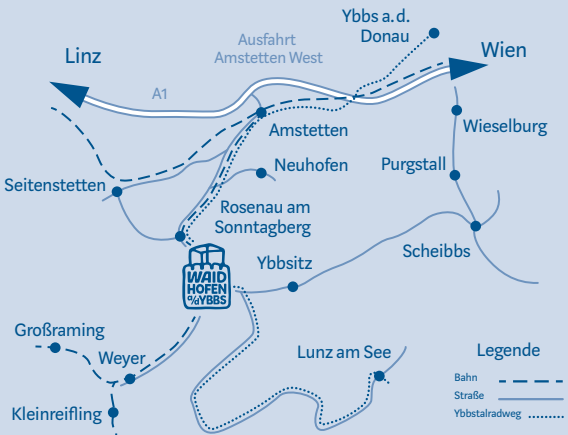 Ybbs a. d.
Donau
Linz
Ausfahrt
Amstetten West
Wien
A1
Amstetten
Wieselburg
Neuhofen
Purgstall
Seitenstetten
Rosenau am
Sonntagberg
Scheibbs
Ybbsitz
WAID
HOFEN
a/dYBBS
Großraming
Weyer
Lunz am See
Legende
Bahn
Straße
Ybbstalradweg
Kleinreifling